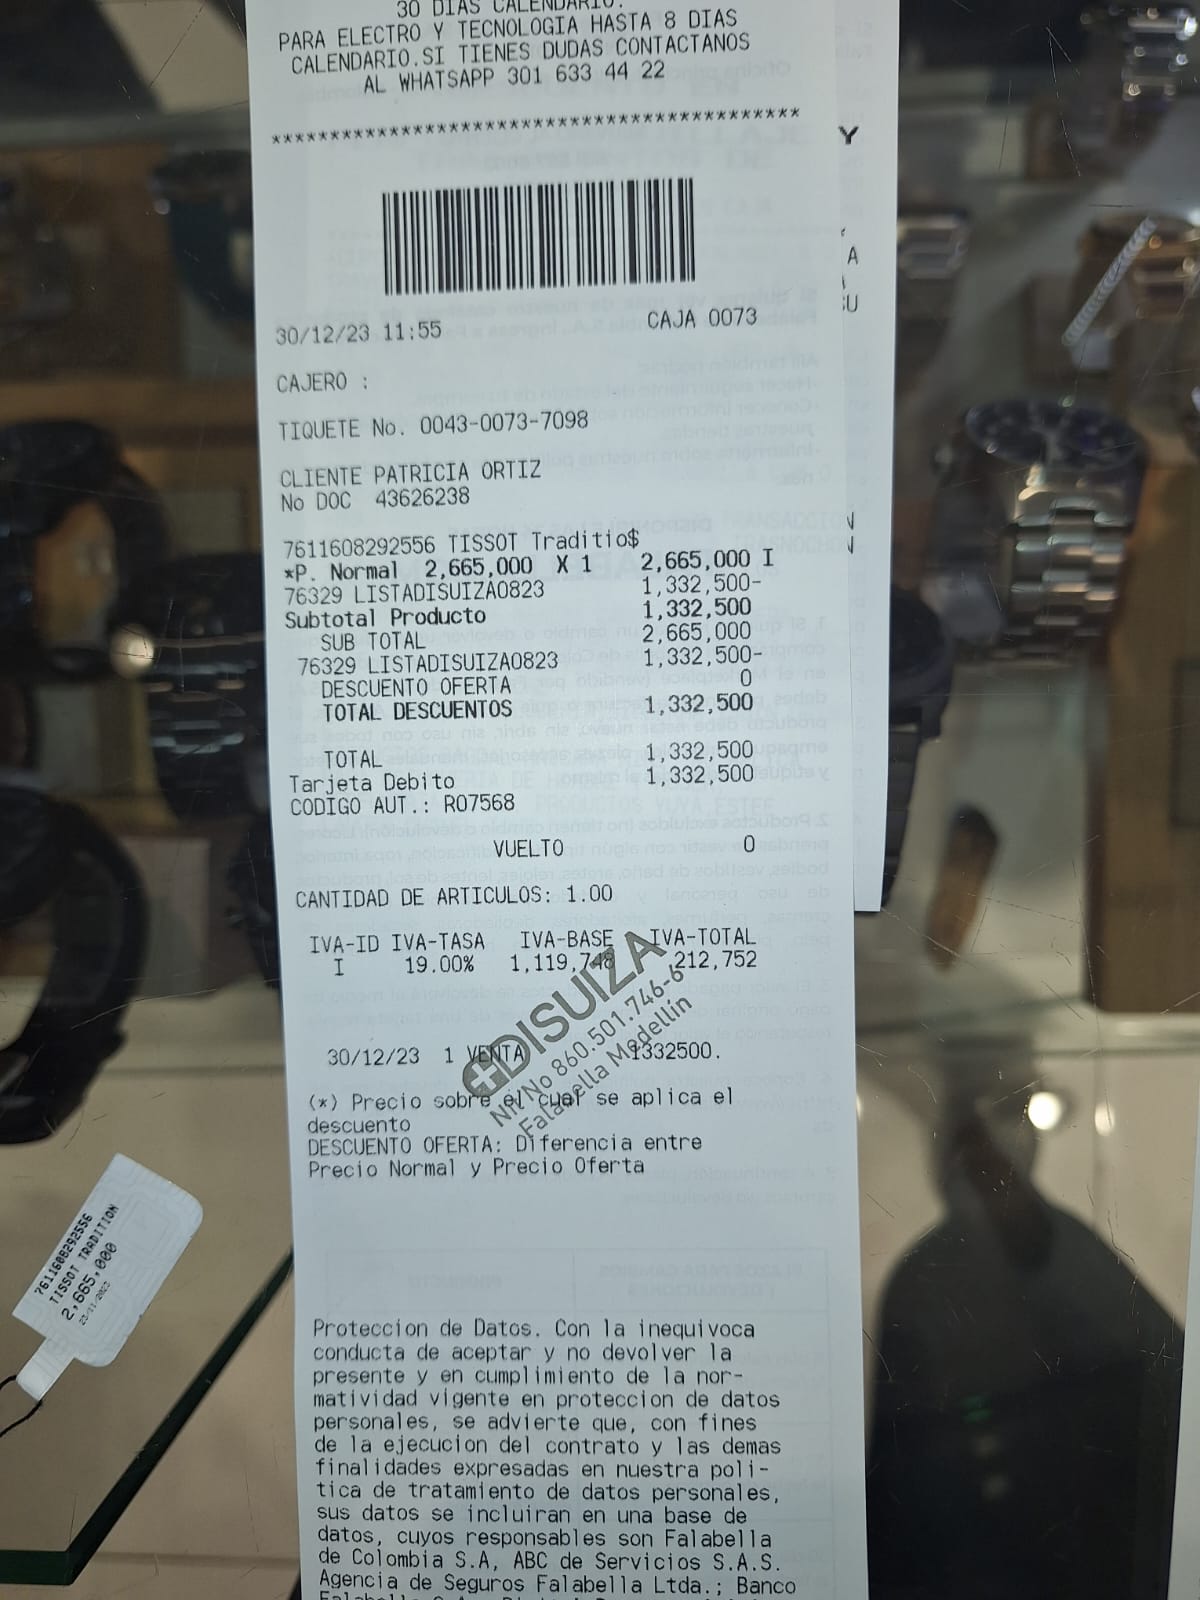 30 DIAS CALENDARIO.
PARA ELECTRO Y TECNOLOGIA HASTA 8 DIAS
CALENDARIO.SI TIENES DUDAS CONTACTANOS
AL WHATSAPP 301 633 44 22
*********************************************
30/12/23 11:55 CAJA 0073
CAJERO :
TIQUETE No. 0043-0073-7098
CLIENTE PATRICIA ORTIZ
No DOC 43626238
7611608292556 TISSOT Traditio$
*P. Normal 2,665,000 X 1 2,665,000 I
76329 LISTADISUIZA0823 1,332,500-
Subtotal Producto 1,332,500
SUB TOTAL 2,665,000
76329 LISTADISUIZA0823 1,332,500-
DESCUENTO OFERTA 0
TOTAL DESCUENTOS 1,332,500
TOTAL 1,332,500
Tarjeta Debito 1,332,500
CODIGO AUT.: R07568
VUELTO 0
CANTIDAD DE ARTICULOS: 1.00
IVA-ID IVA-TASA IVA-BASE IVA-TOTAL
I 19.00% 1,119,748 212,752
DISUIZA
Nit No 860.501.746-6
Falabella Medellín
30/12/23 1 VENTA 1332500.
(*) Precio sobre el cual se aplica el
descuento
DESCUENTO OFERTA: Diferencia entre
Precio Normal y Precio Oferta
7611608292556
TISSOT TRADITION
2,665,000
23/11/2023
Proteccion de Datos. Con la inequivoca
conducta de aceptar y no devolver la
presente y en cumplimiento de la nor-
matividad vigente en proteccion de datos
personales, se advierte que, con fines
de la ejecucion del contrato y las demas
finalidades expresadas en nuestra poli-
tica de tratamiento de datos personales,
sus datos se incluiran en una base de
datos, cuyos responsables son Falabella
de Colombia S.A, ABC de Servicios S.A.S.
Agencia de Seguros Falabella Ltda.; Banco
Y
A
N
N